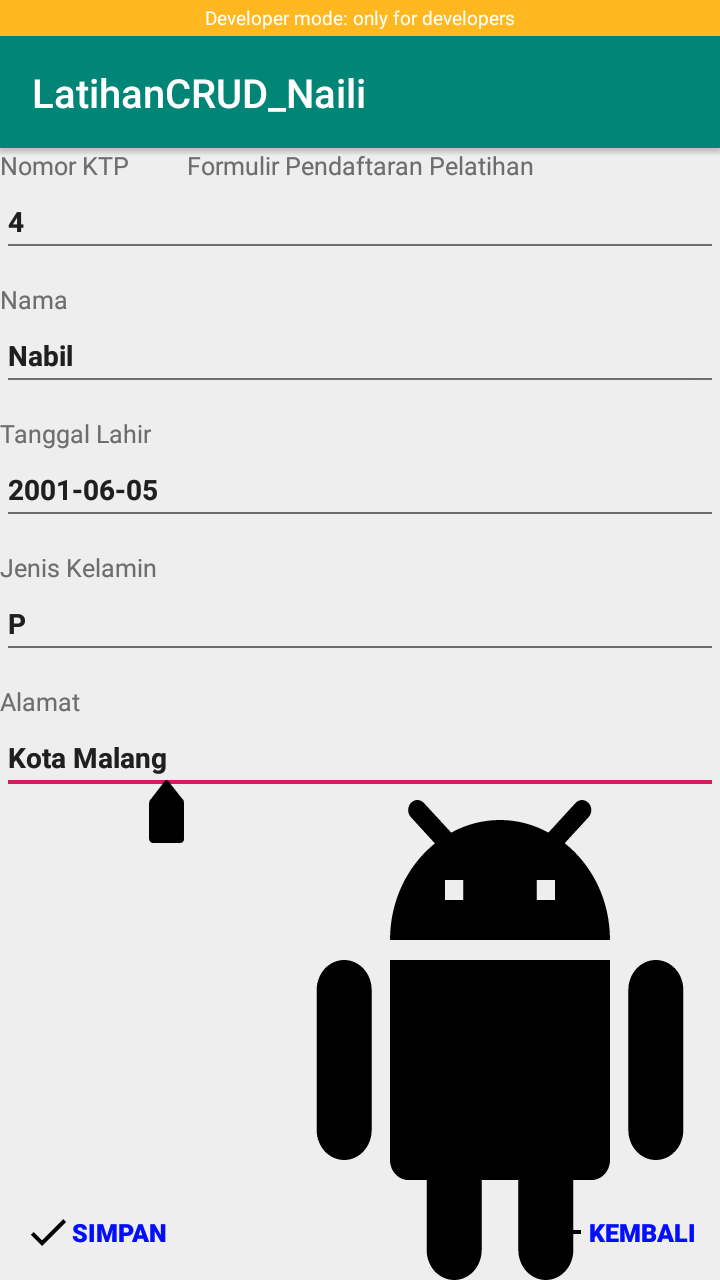 Developer mode: only for developers
LatihanCRUD_Naili
Nomor KTP Formulir Pendaftaran Pelatihan
4
Nama
Nabil
Tanggal Lahir
2001-06-05
Jenis Kelamin
P
Alamat
Kota Malang
SIMPAN KEMBALI